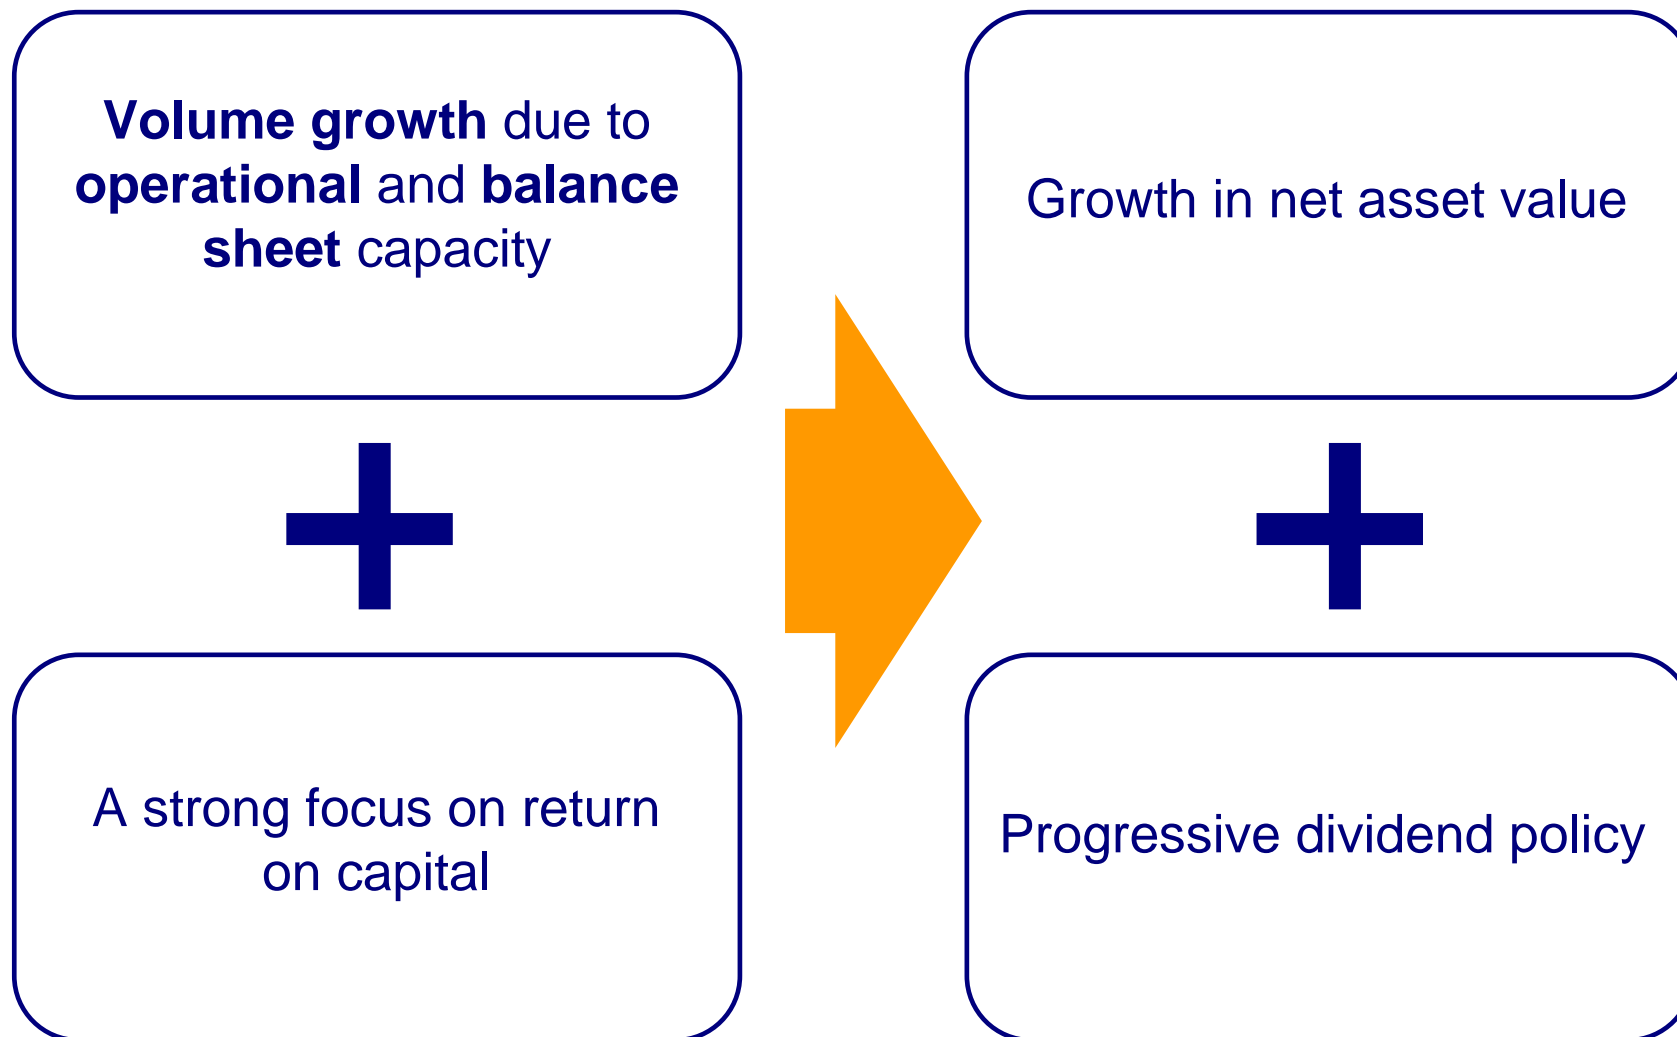 Volume growth due to
operational and balance
sheet capacity
Growth in net asset value
A strong focus on return
on capital
Progressive dividend policy